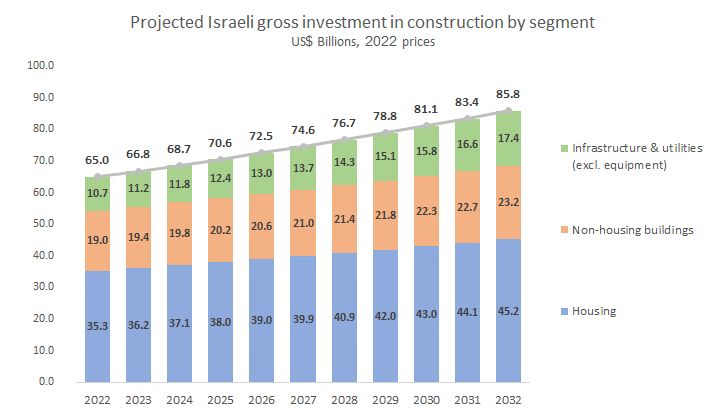 Projected Israeli gross investment in construction by segment
US$ Billions, 2022 prices
100.0
90.0
80.0
70.0
60.0
50.0
40.0
30.0
20.0
10.0
0.0
65.0 66.8 68.7 70.6 72.5 74.6 76.7 78.8 81.1 83.4 85.8
10.7 11.2 11.8 12.4 13.0 13.7 14.3 15.1 15.8 16.6 17.4
19.0 19.4 19.8 20.2 20.6 21.0 21.4 21.8 22.3 22.7 23.2
35.3 36.2 37.1 38.0 39.0 39.9 40.9 42.0 43.0 44.1 45.2
2022 2023 2024 2025 2026 2027 2028 2029 2030 2031 2032
Infrastructure & utilities
(excl. equipment)
Non-housing buildings
Housing